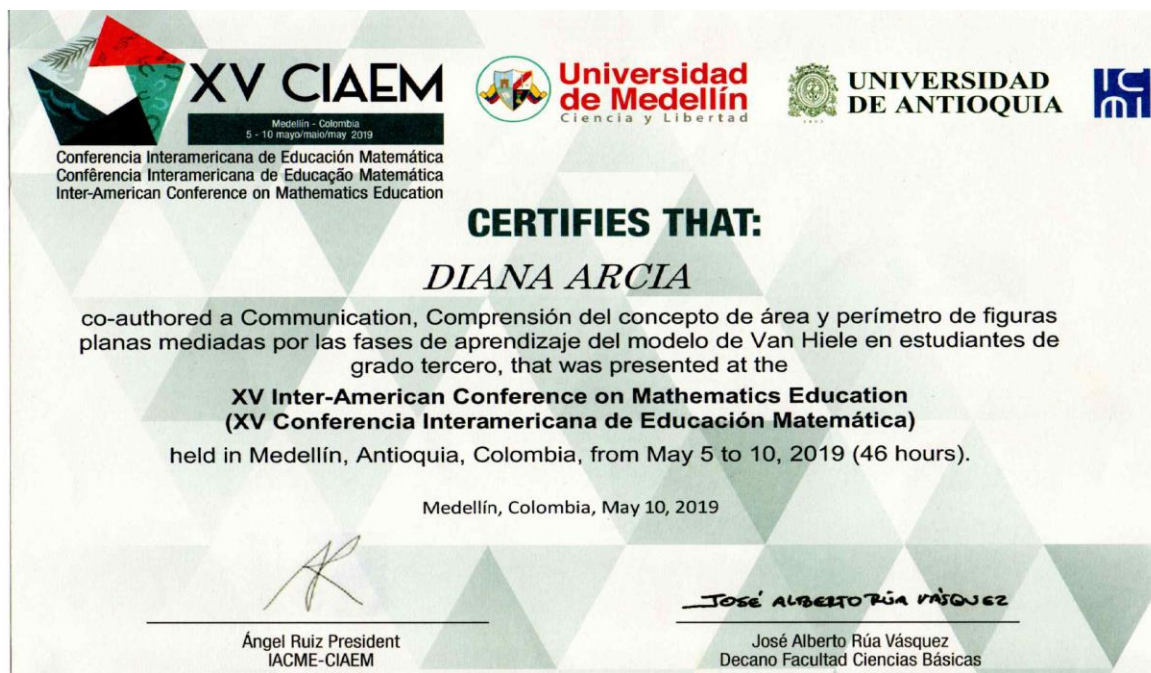 XV CIAEM
Medellín - Colombia
5 - 10 mayo/maio/may 2019
Conferencia Interamericana de Educación Matemática
Conferência Interamericana de Educação Matemática
Inter-American Conference on Mathematics Education
Universidad
de Medellín
Ciencia y Libertad
UNIVERSIDAD
DE ANTIOQUIA
ICMI
CERTIFIES THAT:
DIANA ARCIA
co-authored a Communication, Comprensión del concepto de área y perímetro de figuras
planas mediadas por las fases de aprendizaje del modelo de Van Hiele en estudiantes de
grado tercero, that was presented at the
XV Inter-American Conference on Mathematics Education
(XV Conferencia Interamericana de Educación Matemática)
held in Medellín, Antioquia, Colombia, from May 5 to 10, 2019 (46 hours).
Medellín, Colombia, May 10, 2019
JOSÉ ALBERTO RÚA VÁSQUEZ
Ángel Ruiz President
IACME-CIAEM
José Alberto Rúa Vásquez
Decano Facultad Ciencias Básicas